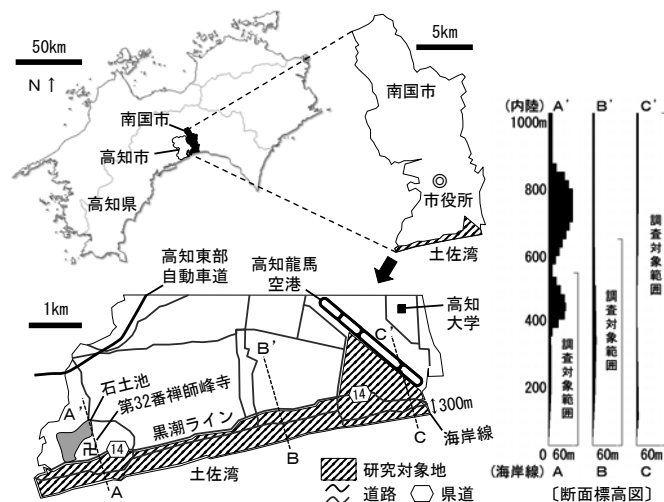 50km
N ↑
南国市
高知市
高知県
5km
南国市
市役所
土佐湾
高知東部
自動車道
高知龍馬
空港
1km
高知
大学
石土池
第32番禅師峰寺
黒潮ライン
14
14
A'
B'
C'
A
B
C
300m
海岸線
土佐湾
研究対象地
道路
県道
(内陸) A' B' C'
1000m
800
600
400
200
0
調査対象範囲
調査対象範囲
調査対象範囲
60m 60m 60m
(海岸線) A B C
〔断面標高図〕